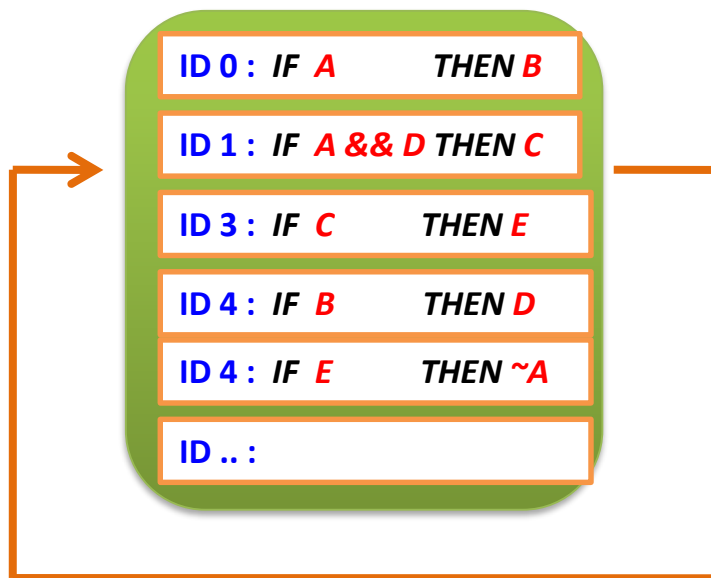 ID 0 : IF A THEN B
ID 1 : IF A && D THEN C
ID 3 : IF C THEN E
ID 4 : IF B THEN D
ID 4 : IF E THEN ~A
ID .. :